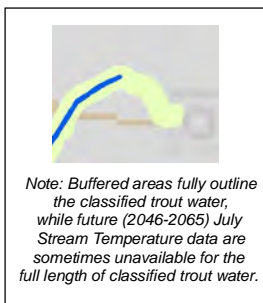 Note: Buffered areas fully outline
the classified trout water,
while future (2046-2065) July
Stream Temperature data are
sometimes unavailable for the
full length of classified trout water.